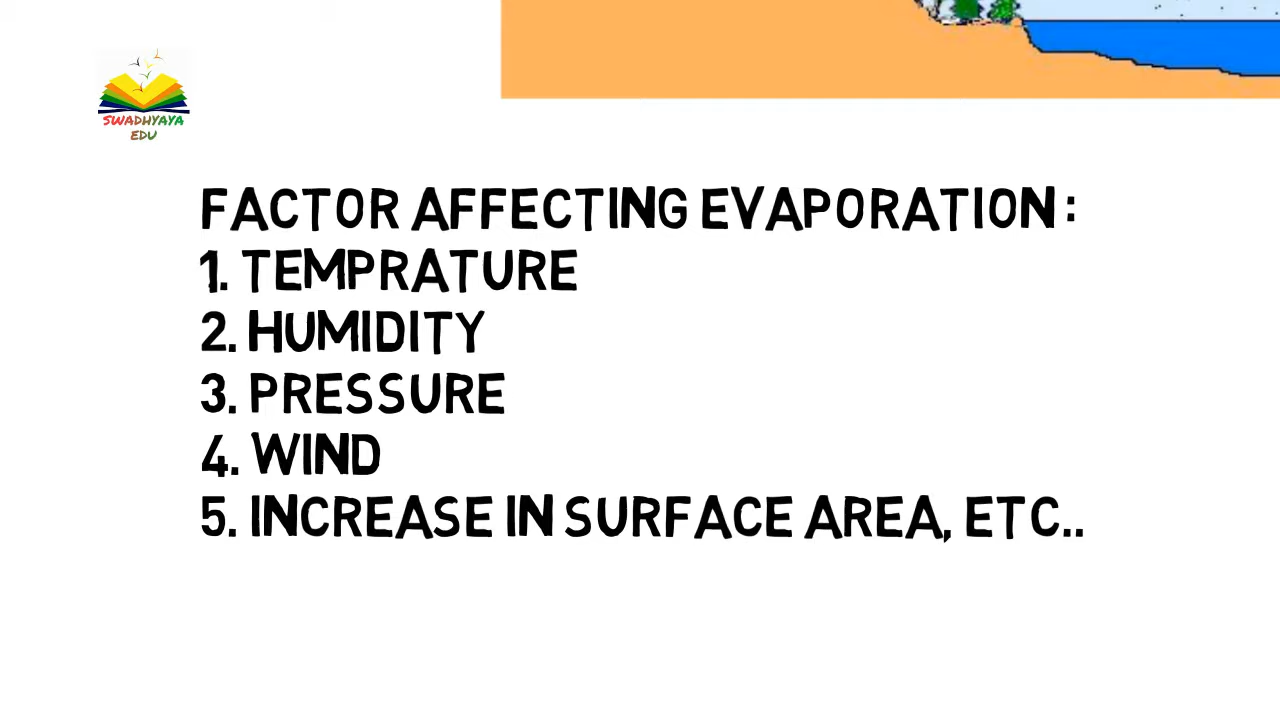 SWADHYAYA
EDU
FACTOR AFFECTING EVAPORATION :
1. TEMPRATURE
2. HUMIDITY
3. PRESSURE
4. WIND
5. INCREASE IN SURFACE AREA, ETC..